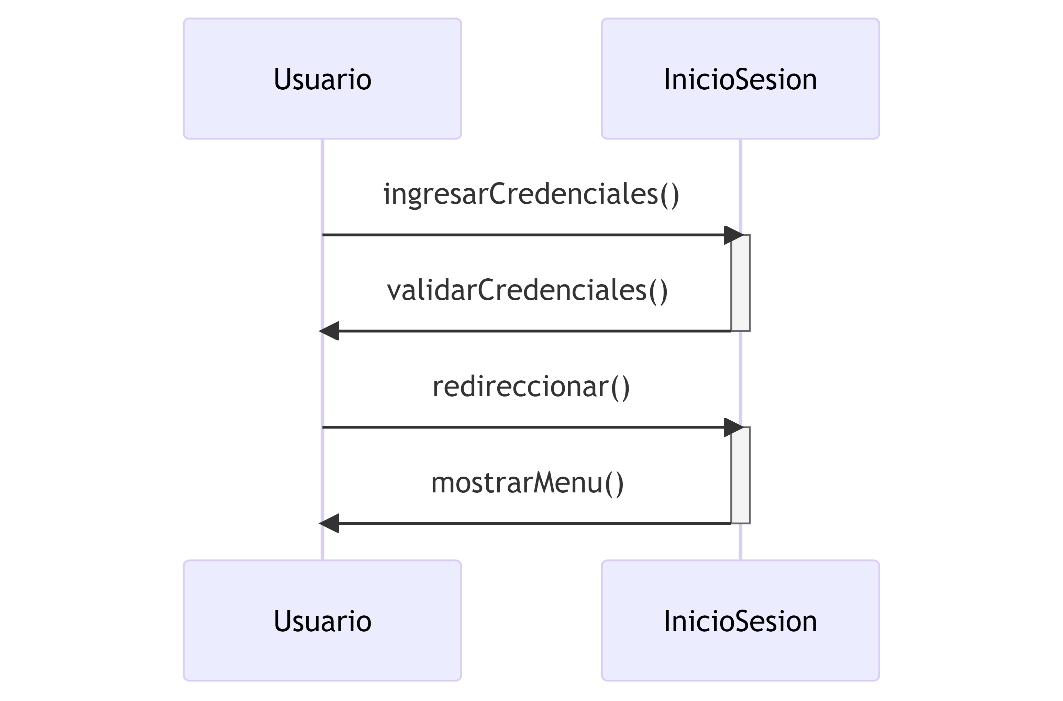 Usuario
InicioSesion
ingresarCredenciales()
validarCredenciales()
redireccionar()
mostrarMenu()
Usuario
InicioSesion